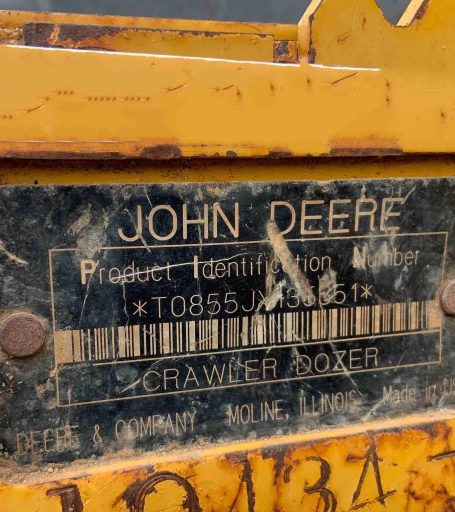 JOHN DEERE
Product Identification Number
CRAWLER DOZER
DEERE & COMPANY MOLINE, ILLINOIS Made in